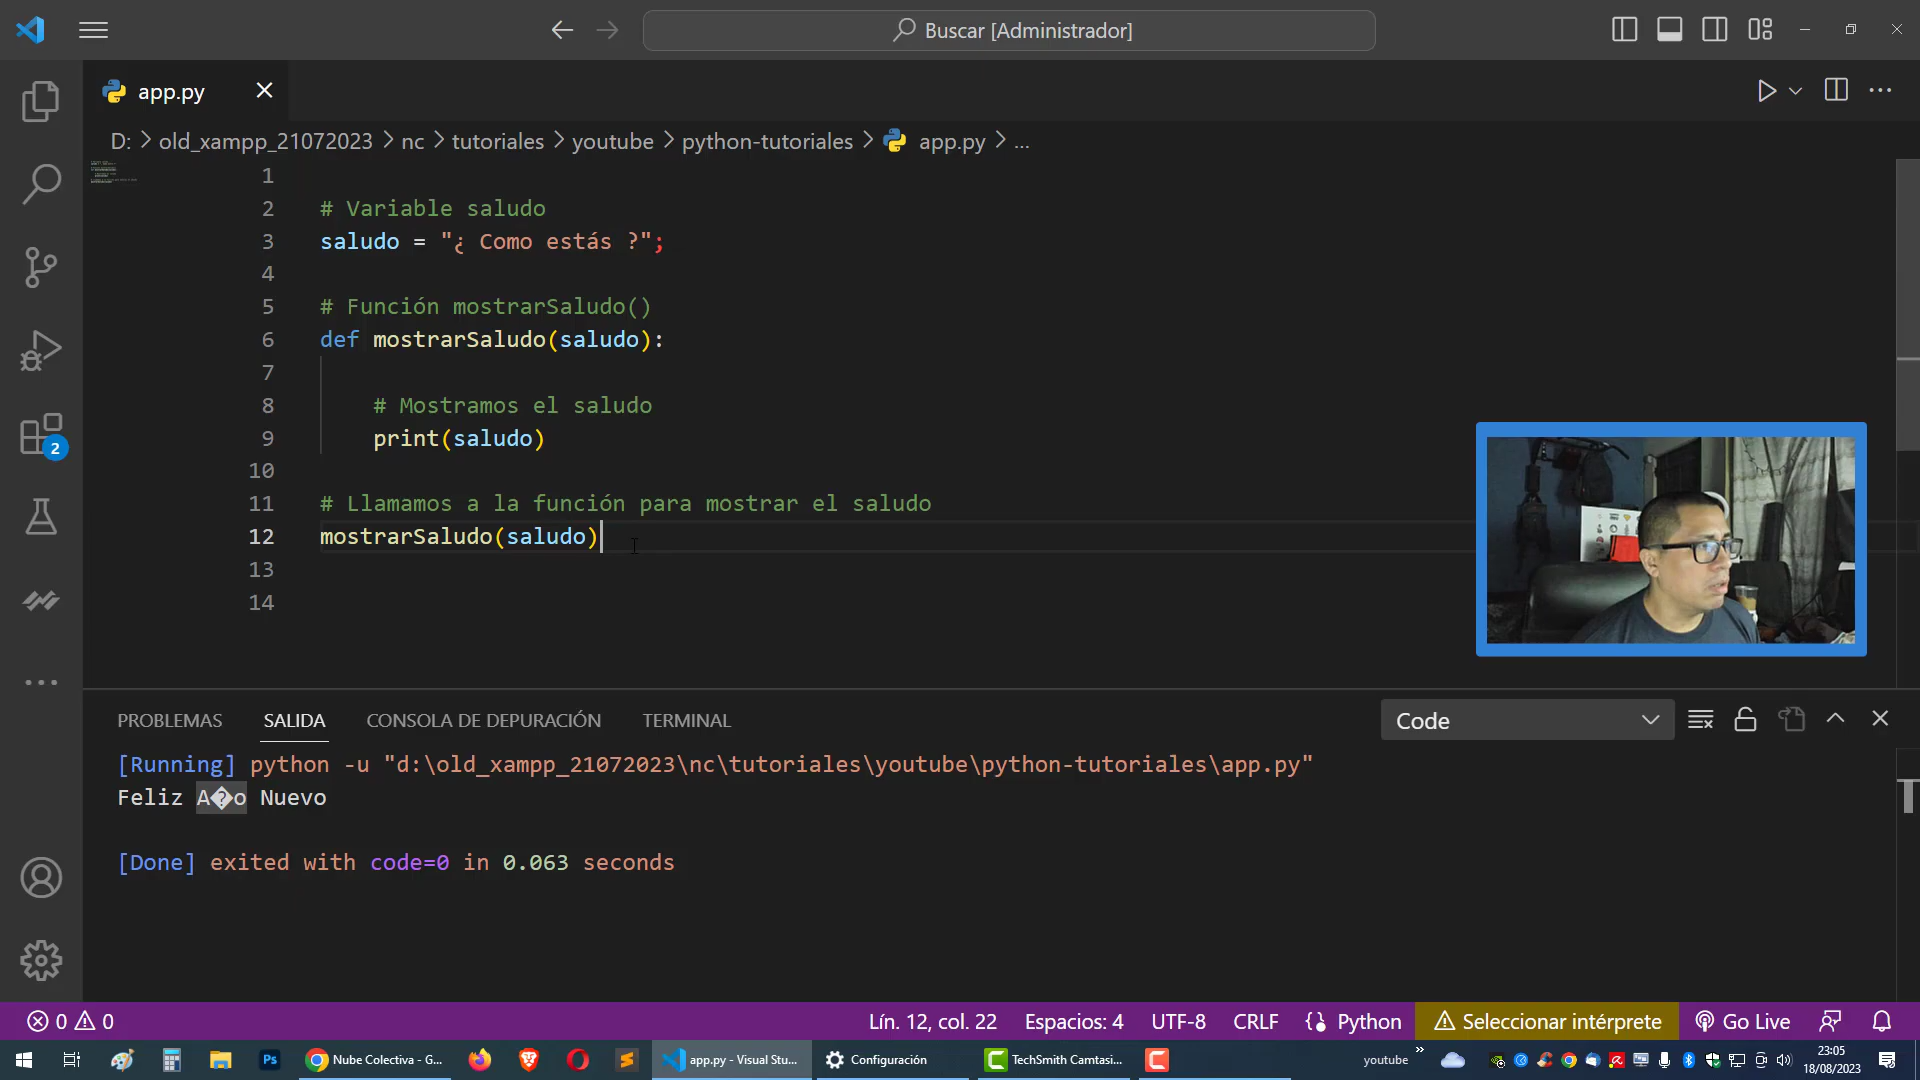 Buscar [Administrador]
app.py
D: > old_xampp_21072023 > nc > tutoriales > youtube > python-tutoriales > app.py > ...
1
2 # Variable saludo
3 saludo = "¿ Como estás ?";
4
5 # Función mostrarSaludo()
6 def mostrarSaludo(saludo):
7
8 # Mostramos el saludo
9 print(saludo)
10
11 # Llamamos a la función para mostrar el saludo
12 mostrarSaludo(saludo)
13
14
2
PROBLEMAS SALIDA CONSOLA DE DEPURACIÓN TERMINAL Code
[Running] python -u "d:\old_xampp_21072023\nc\tutoriales\youtube\python-tutoriales\app.py"
Feliz A�o Nuevo
[Done] exited with code=0 in 0.063 seconds
0 0 Lín. 12, col. 22 Espacios: 4 UTF-8 CRLF Python Seleccionar intérprete Go Live
Ps Nube Colectiva - G... app.py - Visual Stu... Configuración TechSmith Camtasi... youtube 23:05
18/08/2023